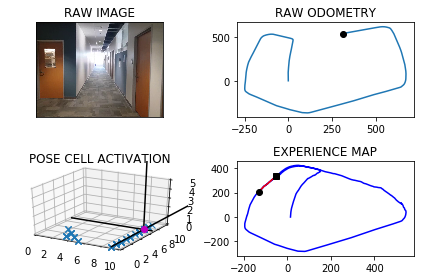 RAW IMAGE
RAW ODOMETRY
500
0
-250 0 250 500
POSE CELL ACTIVATION
5
4
3
2
1
0
0 2 4 6 8 10
0 2 4 6 8 10
EXPERIENCE MAP
400
200
0
-200
-200 0 200 400